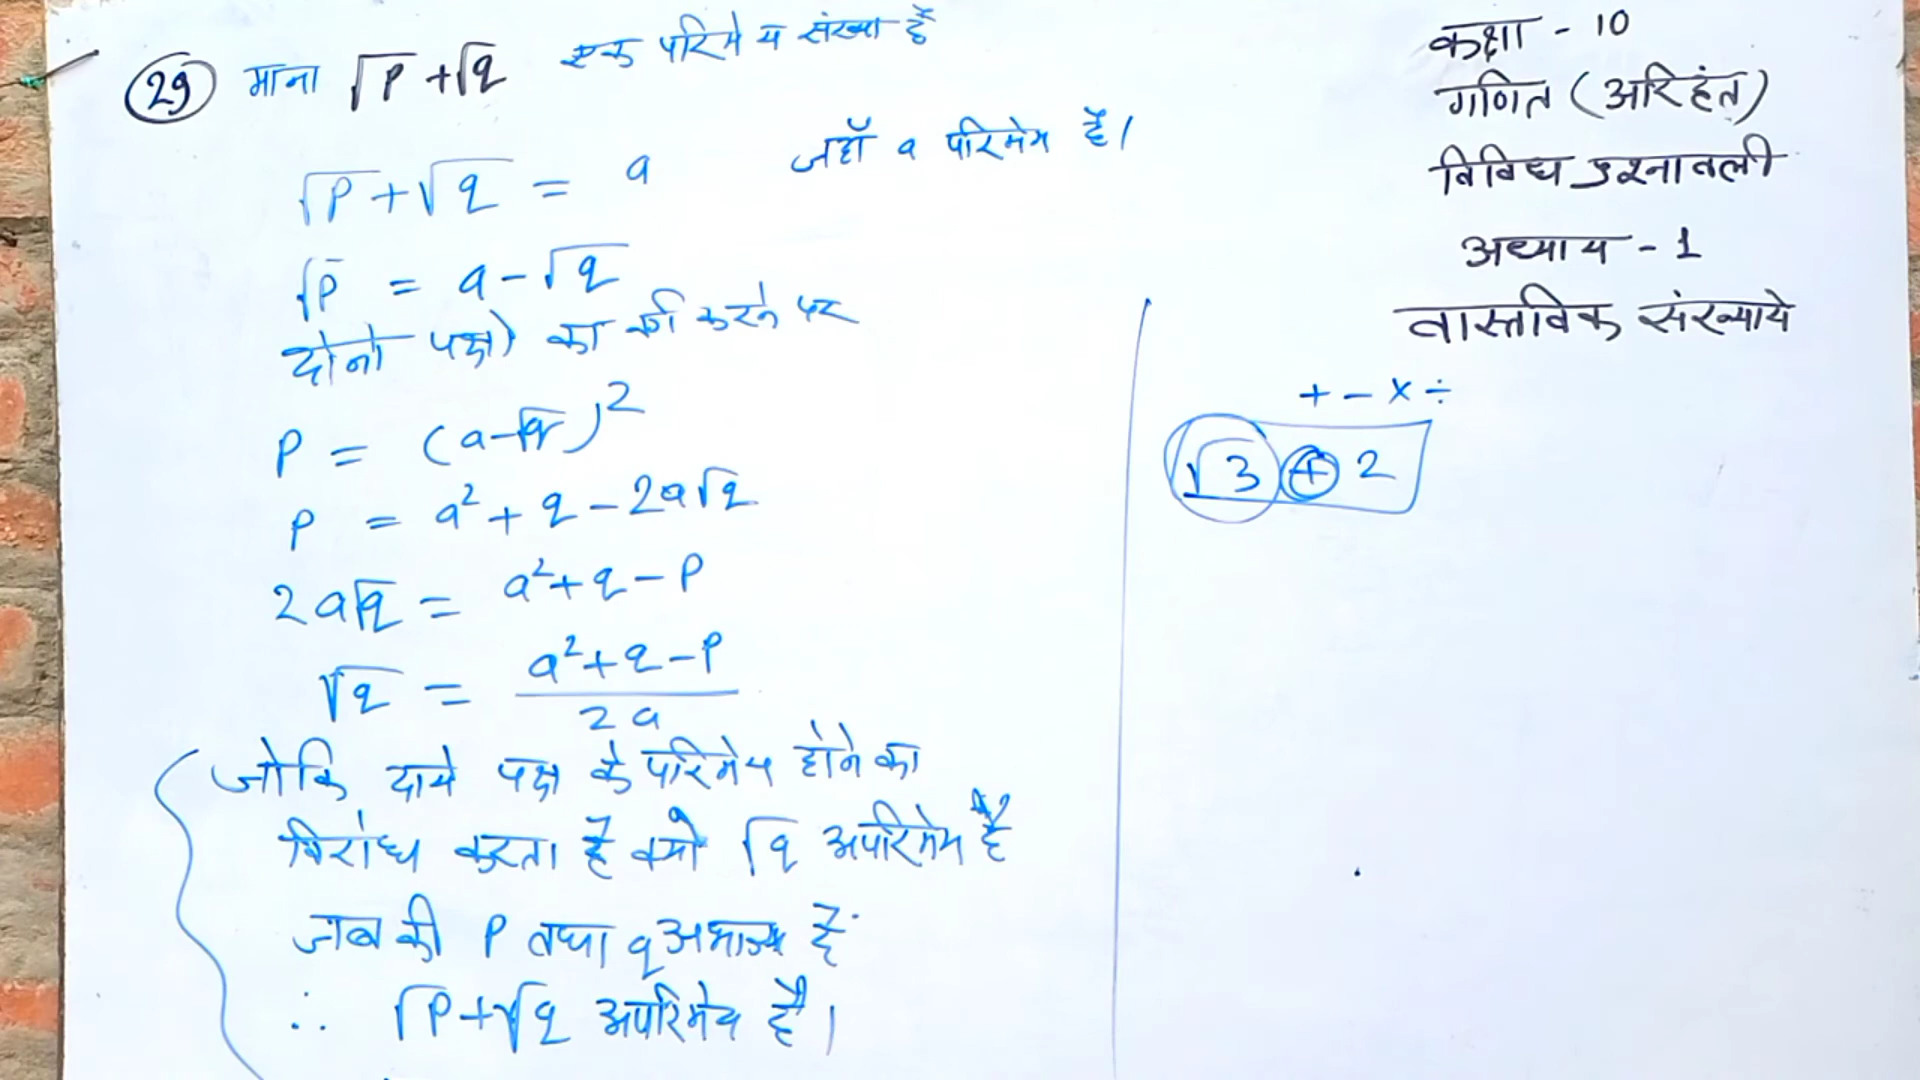 (29) माना √p + √q एक परिमेय संख्या है
√p + √q = a जहाँ a परिमेय है।
√p = a - √q
दोनो पक्षो का वर्ग करने पर
p = (a - √q)²
p = a² + q - 2a√q
2a√q = a² + q - p
√q = (a² + q - p) / 2a
जोकि दाये पक्ष के परिमेय होने का
विरोध करता है क्यो √q अपरिमेय है
जब की p तथा q अभाज्य है
∴ √p + √q अपरिमेय है।
कक्षा - 10
गणित (अरिहंत)
विविध प्रश्नावली
अध्याय - 1
वास्तविक संख्याये
+ - × ÷
√3 + 2